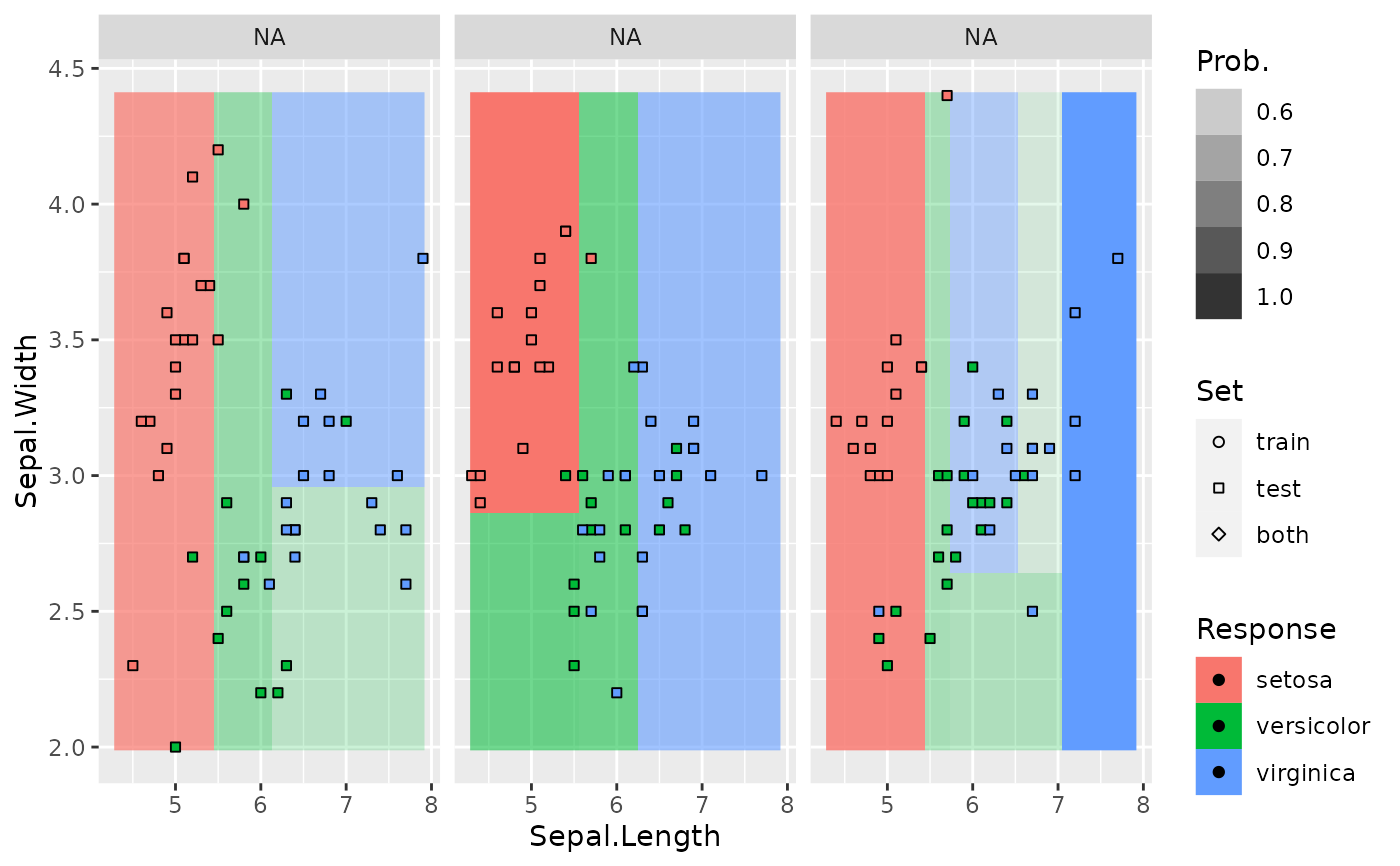 NA NA NA
4.5
4.0
3.5
3.0
2.5
2.0
Sepal.Width
5 6 7 8 5 6 7 8 5 6 7 8
Sepal.Length
Prob.
0.6
0.7
0.8
0.9
1.0
Set
train
test
both
Response
setosa
versicolor
virginica